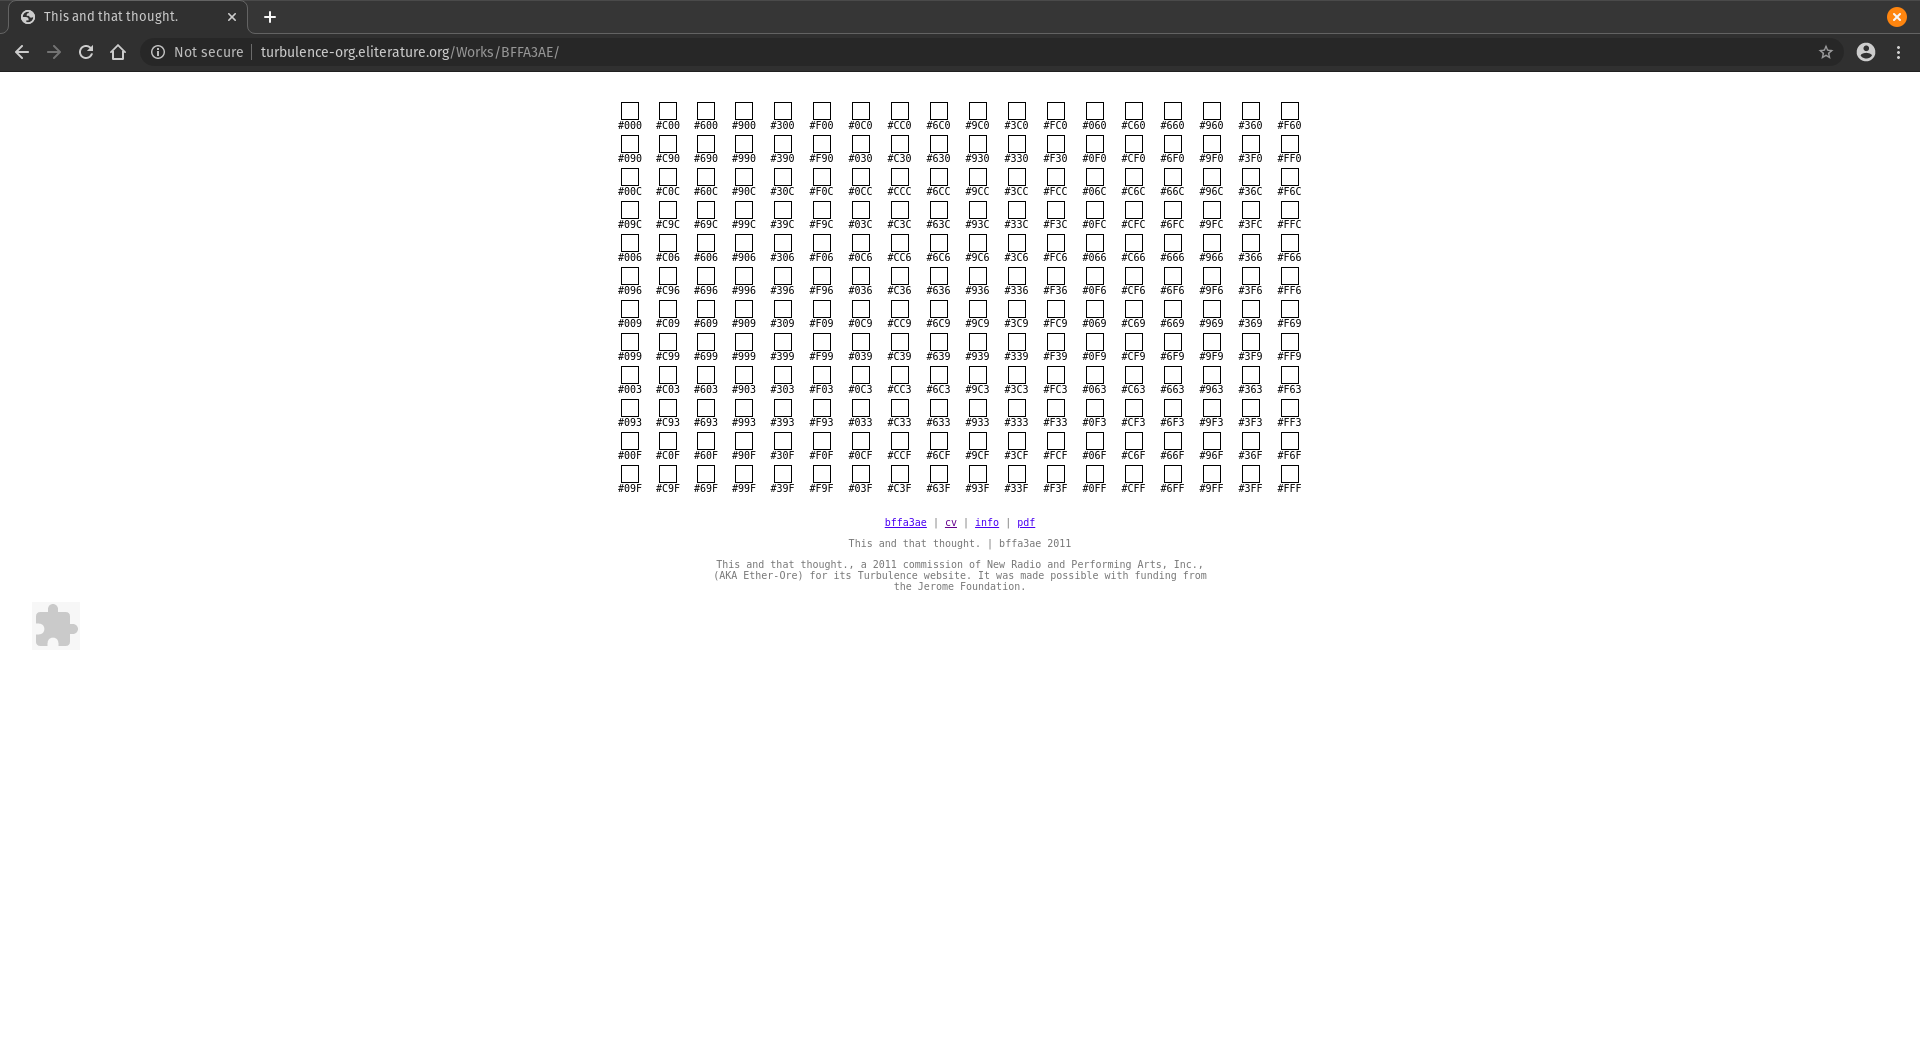 This and that thought.
Not secure turbulence-org.eliterature.org/Works/BFFA3AE/
#000 #C00 #600 #900 #300 #F00 #0C0 #CC0 #6C0 #9C0 #3C0 #FC0 #060 #C60 #660 #960 #360 #F60
#090 #C90 #690 #990 #390 #F90 #030 #C30 #630 #930 #330 #F30 #0F0 #CF0 #6F0 #9F0 #3F0 #FF0
#00C #C0C #60C #90C #30C #F0C #0CC #CCC #6CC #9CC #3CC #FCC #06C #C6C #66C #96C #36C #F6C
#09C #C9C #69C #99C #39C #F9C #03C #C3C #63C #93C #33C #F3C #0FC #CFC #6FC #9FC #3FC #FFC
#006 #C06 #606 #906 #306 #F06 #0C6 #CC6 #6C6 #9C6 #3C6 #FC6 #066 #C66 #666 #966 #366 #F66
#096 #C96 #696 #996 #396 #F96 #036 #C36 #636 #936 #336 #F36 #0F6 #CF6 #6F6 #9F6 #3F6 #FF6
#009 #C09 #609 #909 #309 #F09 #0C9 #CC9 #6C9 #9C9 #3C9 #FC9 #069 #C69 #669 #969 #369 #F69
#099 #C99 #699 #999 #399 #F99 #039 #C39 #639 #939 #339 #F39 #0F9 #CF9 #6F9 #9F9 #3F9 #FF9
#003 #C03 #603 #903 #303 #F03 #0C3 #CC3 #6C3 #9C3 #3C3 #FC3 #063 #C63 #663 #963 #363 #F63
#093 #C93 #693 #993 #393 #F93 #033 #C33 #633 #933 #333 #F33 #0F3 #CF3 #6F3 #9F3 #3F3 #FF3
#00F #C0F #60F #90F #30F #F0F #0CF #CCF #6CF #9CF #3CF #FCF #06F #C6F #66F #96F #36F #F6F
#09F #C9F #69F #99F #39F #F9F #03F #C3F #63F #93F #33F #F3F #0FF #CFF #6FF #9FF #3FF #FFF
bffa3ae | cv | info | pdf
This and that thought. | bffa3ae 2011
This and that thought., a 2011 commission of New Radio and Performing Arts, Inc.,
(AKA Ether-Ore) for its Turbulence website. It was made possible with funding from
the Jerome Foundation.